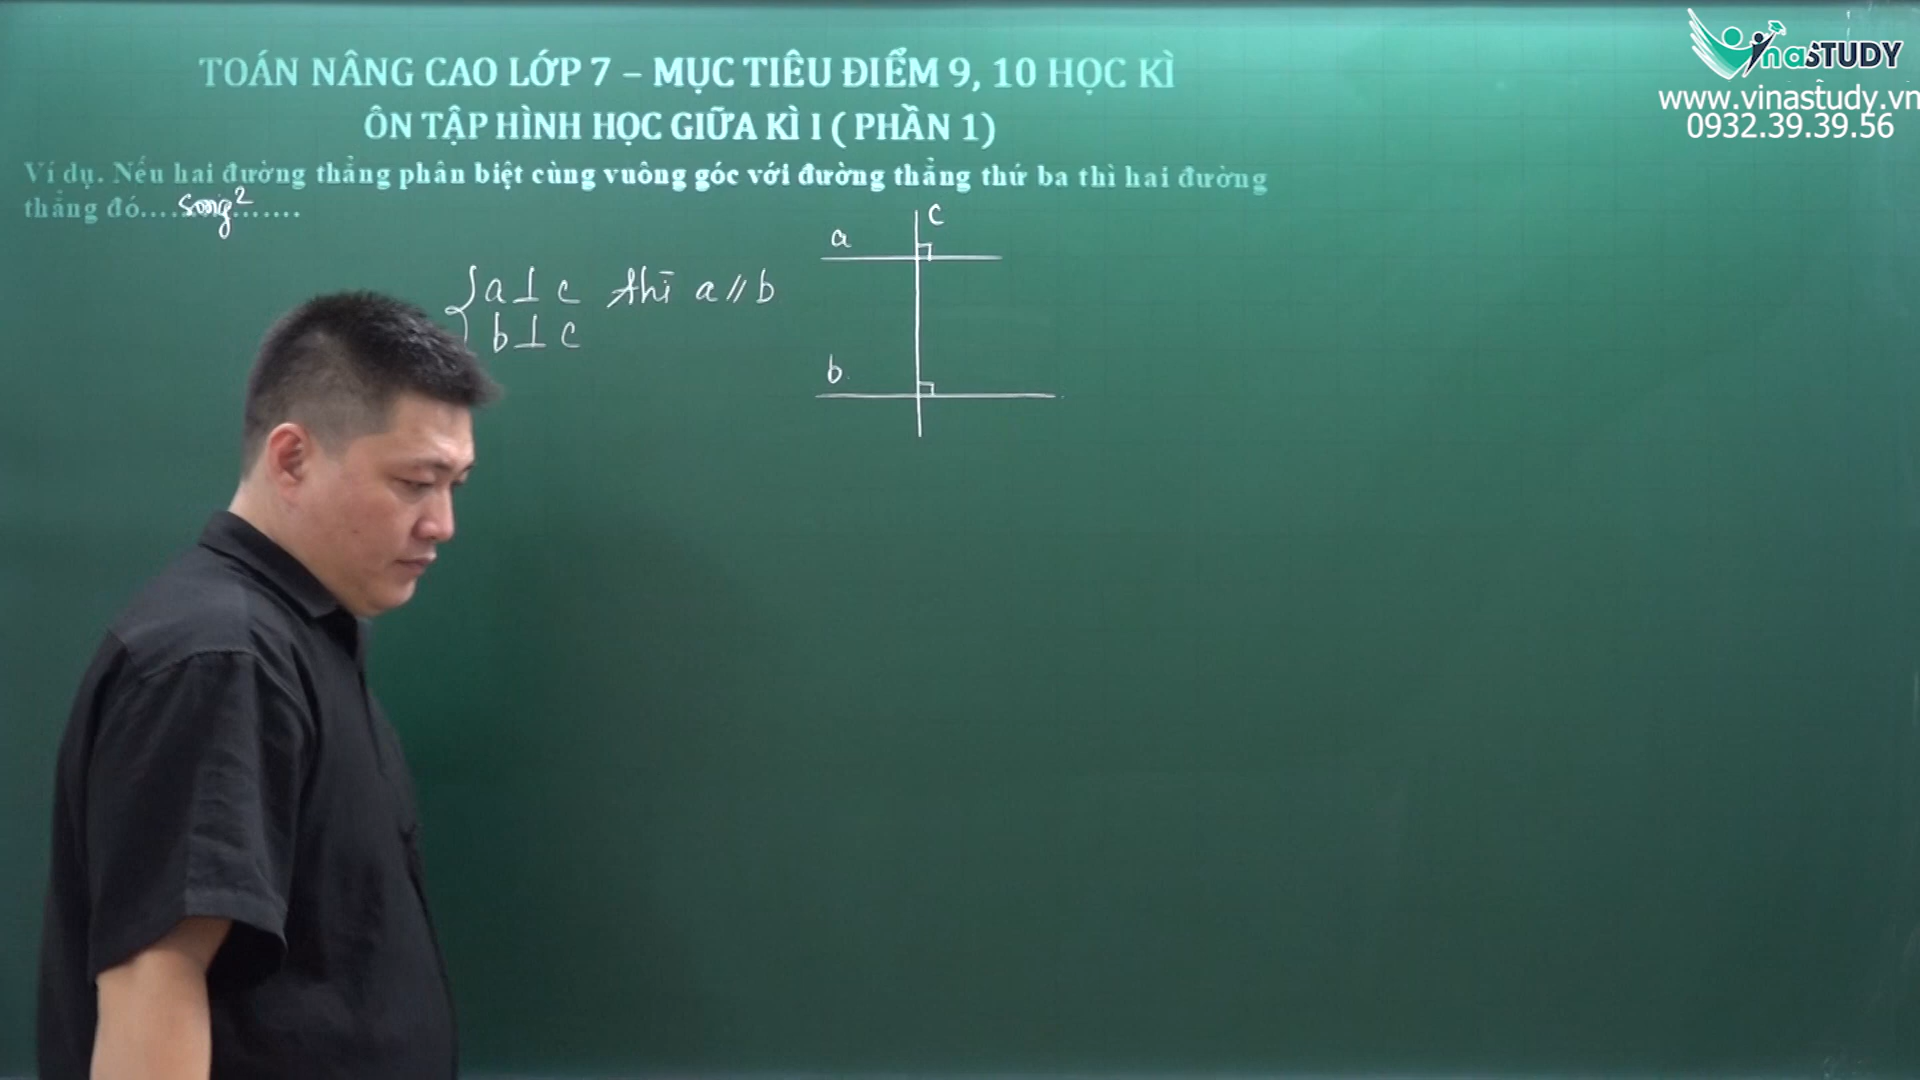 VinaSTUDY
www.vinastudy.vn
0932.39.39.56
TOÁN NÂNG CAO LỚP 7 – MỤC TIÊU ĐIỂM 9, 10 HỌC KÌ
ÔN TẬP HÌNH HỌC GIỮA KÌ I ( PHẦN 1)
Ví dụ. Nếu hai đường thẳng phân biệt cùng vuông góc với đường thẳng thứ ba thì hai đường
thẳng đó.... song² .......
c
a
{ a ⊥ c thì a // b
b ⊥ c
b